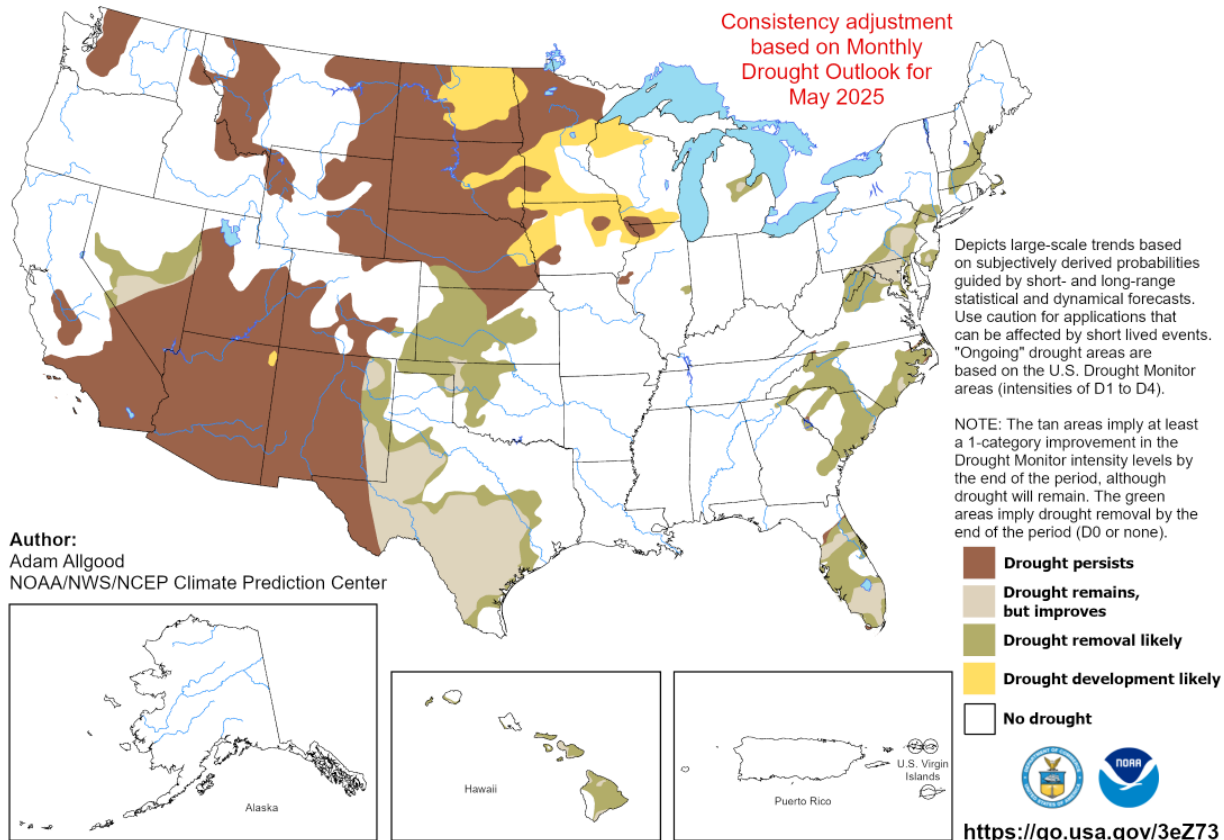 Consistency adjustment
based on Monthly
Drought Outlook for
May 2025
Depicts large-scale trends based
on subjectively derived probabilities
guided by short- and long-range
statistical and dynamical forecasts.
Use caution for applications that
can be affected by short lived events.
"Ongoing" drought areas are
based on the U.S. Drought Monitor
areas (intensities of D1 to D4).
NOTE: The tan areas imply at least
a 1-category improvement in the
Drought Monitor intensity levels by
the end of the period, although
drought will remain. The green
areas imply drought removal by the
end of the period (D0 or none).
Author:
Adam Allgood
NOAA/NWS/NCEP Climate Prediction Center
Drought persists
Drought remains,
but improves
Drought removal likely
Drought development likely
No drought
Alaska
Hawaii
Puerto Rico
U.S. Virgin
Islands
NOAA
https://go.usa.gov/3eZ73